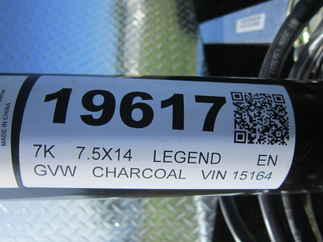 MADE IN CHINA
19617
7K 7.5X14 LEGEND EN
GVW CHARCOAL VIN 15164